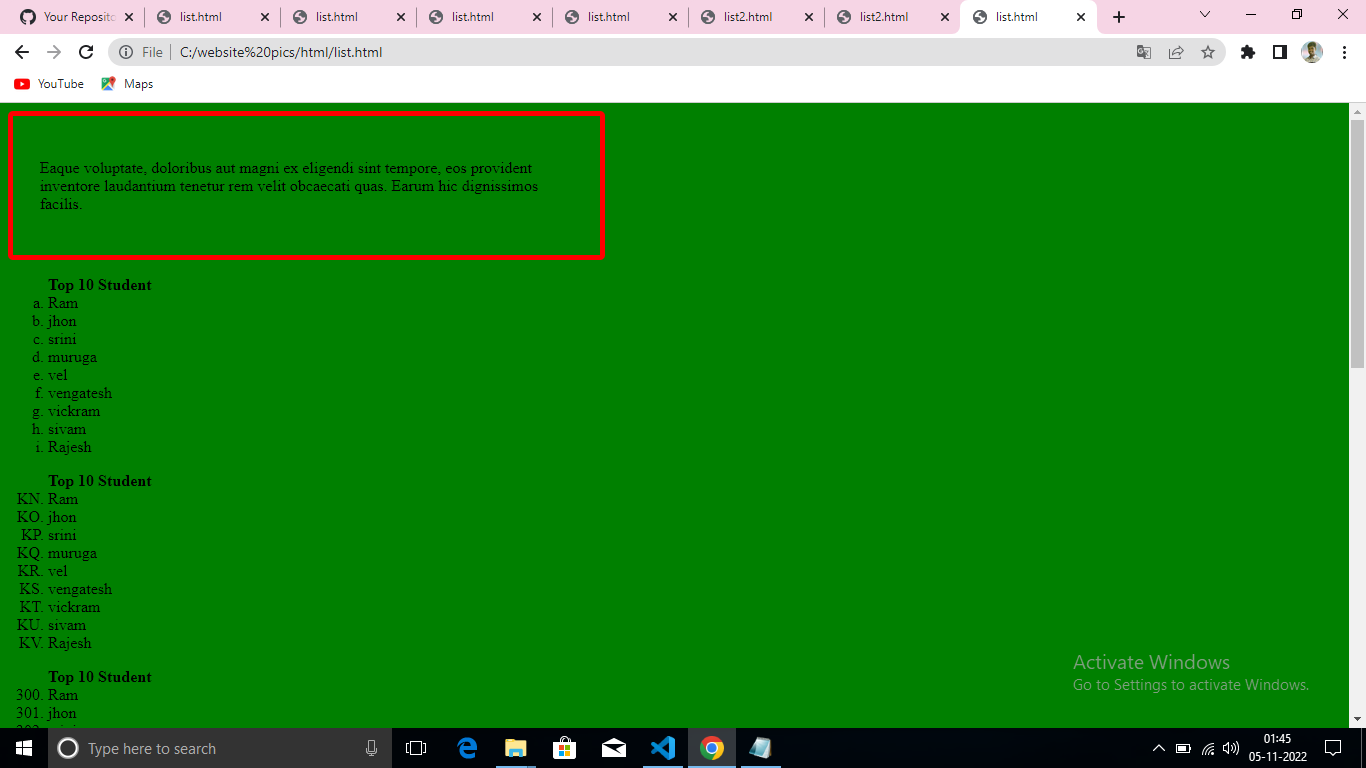 Your Reposito
list.html
list.html
list.html
list.html
list2.html
list2.html
list.html
File
C:/website%20pics/html/list.html
YouTube
Maps
Eaque voluptate, doloribus aut magni ex eligendi sint tempore, eos provident
inventore laudantium tenetur rem velit obcaecati quas. Earum hic dignissimos
facilis.
Top 10 Student
a. Ram
b. jhon
c. srini
d. muruga
e. vel
f. vengatesh
g. vickram
h. sivam
i. Rajesh
Top 10 Student
KN. Ram
KO. jhon
KP. srini
KQ. muruga
KR. vel
KS. vengatesh
KT. vickram
KU. sivam
KV. Rajesh
Top 10 Student
300. Ram
301. jhon
Activate Windows
Go to Settings to activate Windows.
Type here to search
01:45
05-11-2022